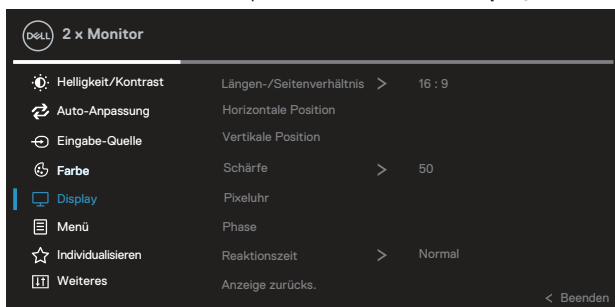 DELL 2 x Monitor
Helligkeit/Kontrast
Auto-Anpassung
Eingabe-Quelle
Farbe
Display
Menü
Individualisieren
Weiteres
Längen-/Seitenverhältnis > 16 : 9
Horizontale Position
Vertikale Position
Schärfe > 50
Pixeluhr
Phase
Reaktionszeit > Normal
Anzeige zurücks.
< Beenden